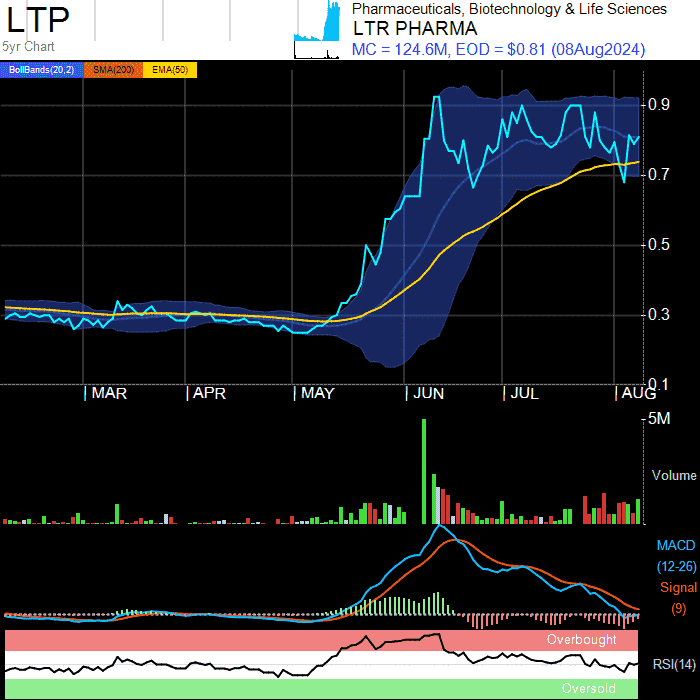 LTP
5yr Chart
Pharmaceuticals, Biotechnology & Life Sciences
LTR PHARMA
MC = 124.6M, EOD = $0.81 (08Aug2024)
BollBands(20,2) SMA(200) EMA(50)
0.9
0.7
0.5
0.3
0.1
| MAR | APR | MAY | JUN | JUL | AUG
5M
Volume
MACD
(12-26)
Signal
(9)
Overbought
RSI(14)
Oversold